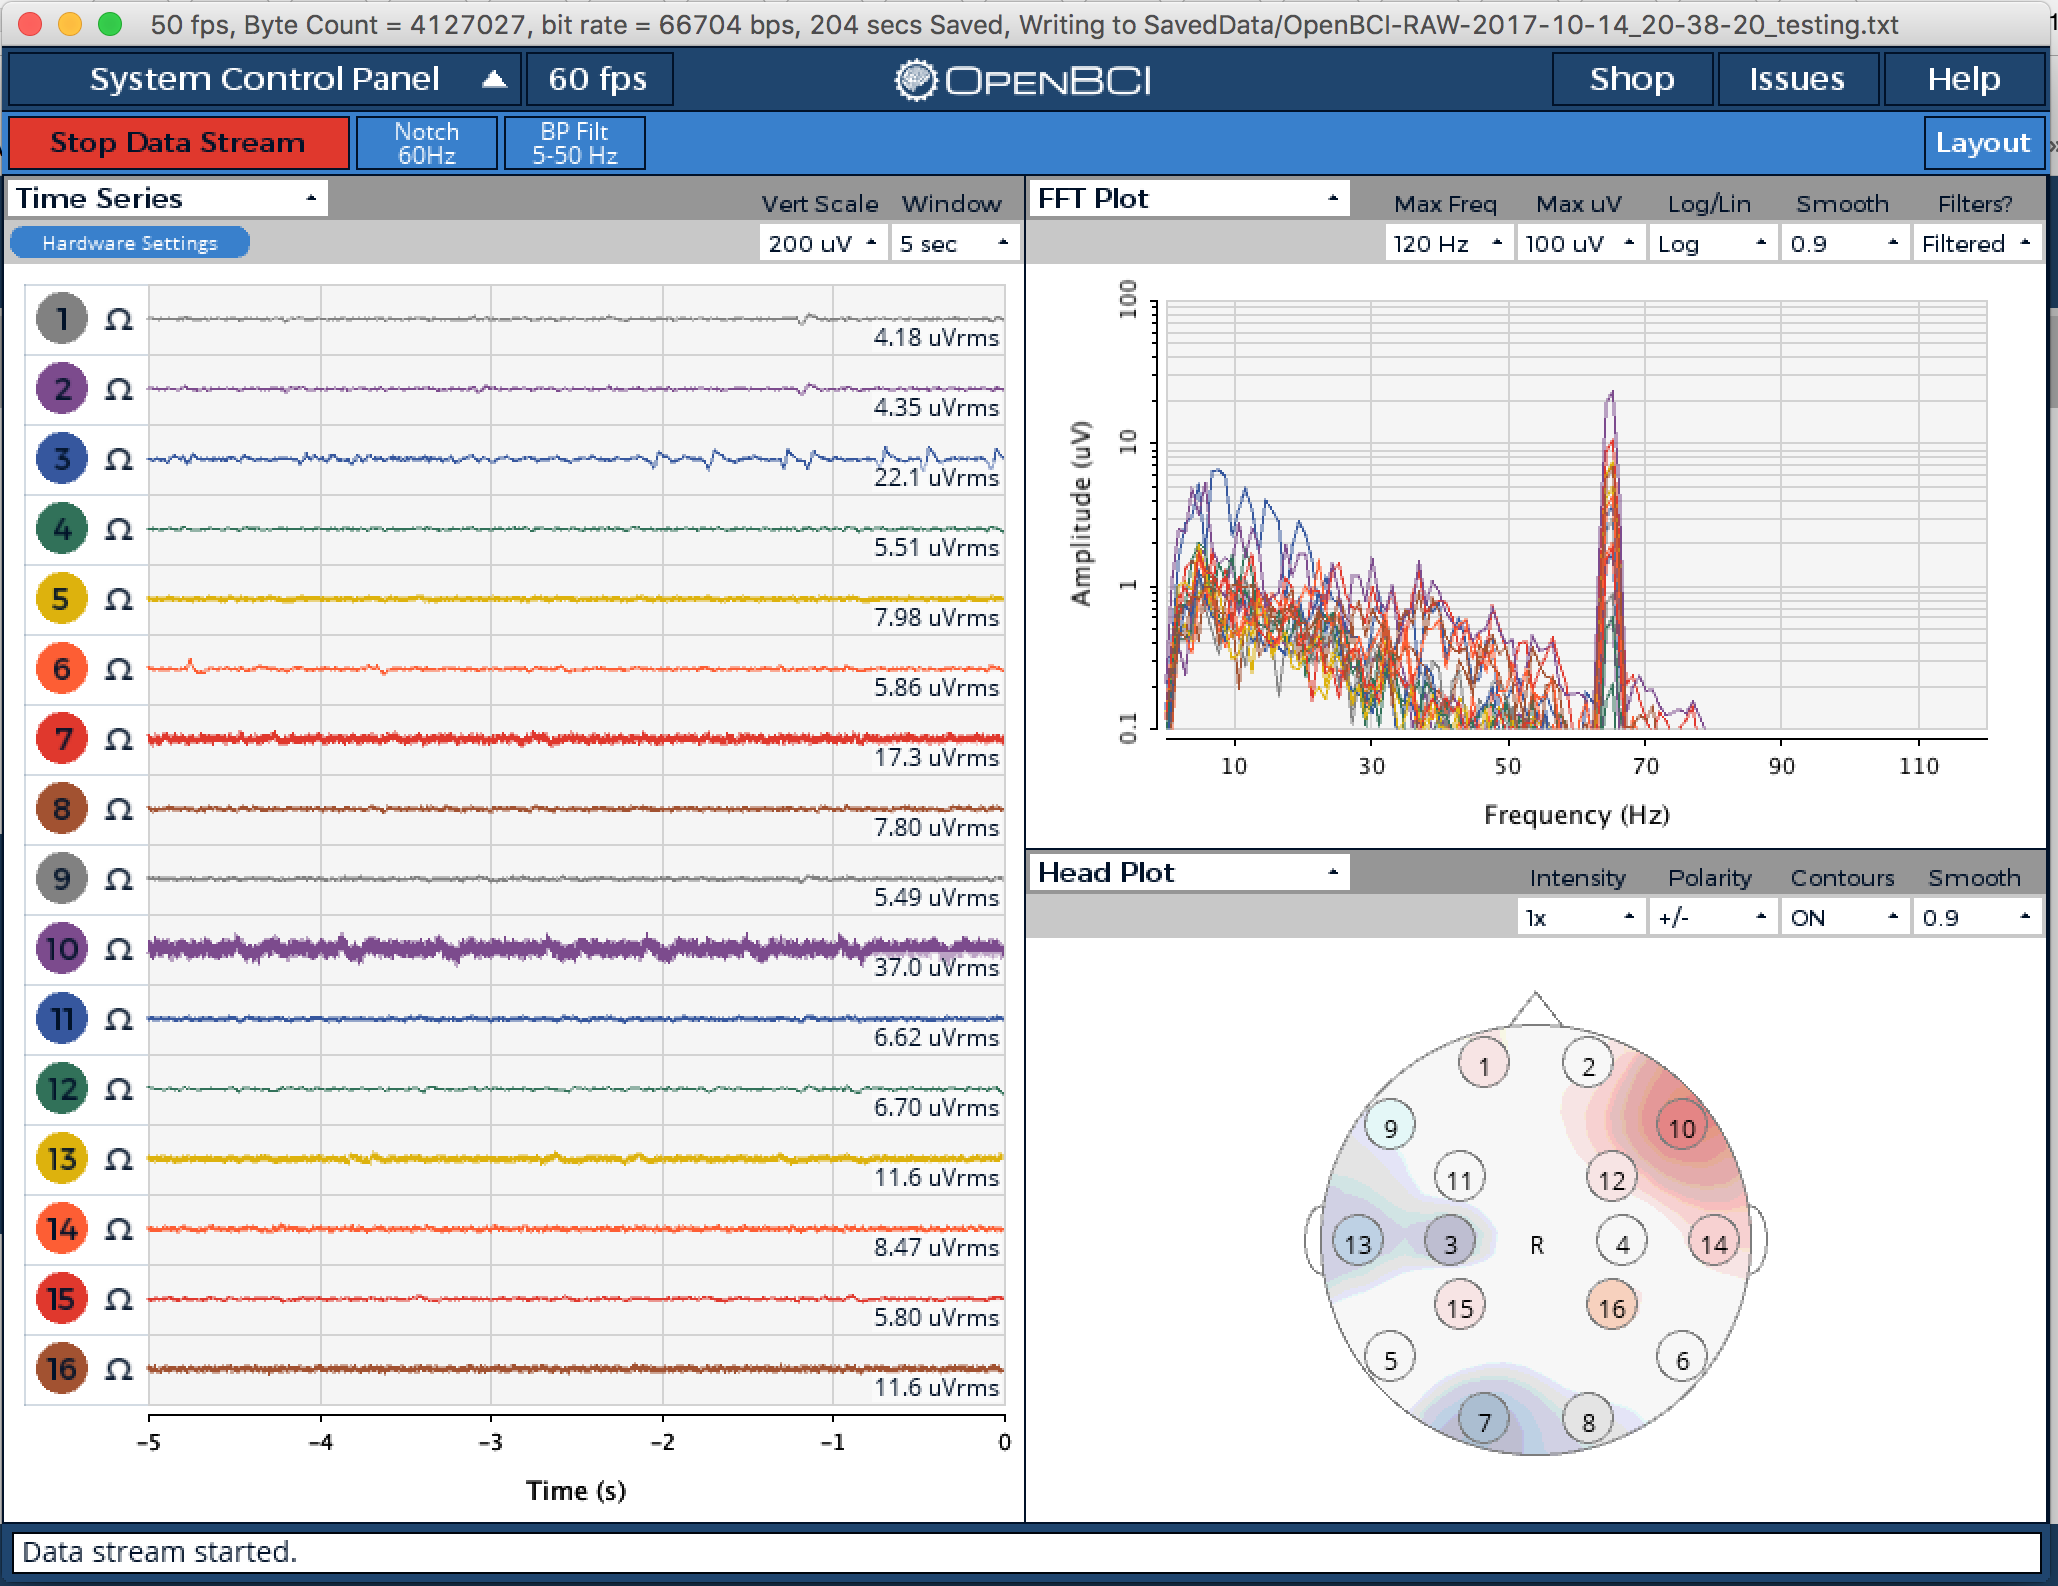 50 fps, Byte Count = 4127027, bit rate = 66704 bps, 204 secs Saved, Writing to SavedData/OpenBCI-RAW-2017-10-14_20-38-20_testing.txt
System Control Panel 60 fps OPENBCI Shop Issues Help
Stop Data Stream
Notch
60Hz
BP Filt
5-50 Hz
Layout
Time Series
Vert Scale Window
Hardware Settings
200 uV 5 sec
1 Ω 4.18 uVrms
2 Ω 4.35 uVrms
3 Ω 22.1 uVrms
4 Ω 5.51 uVrms
5 Ω 7.98 uVrms
6 Ω 5.86 uVrms
7 Ω 17.3 uVrms
8 Ω 7.80 uVrms
9 Ω 5.49 uVrms
10 Ω 37.0 uVrms
11 Ω 6.62 uVrms
12 Ω 6.70 uVrms
13 Ω 11.6 uVrms
14 Ω 8.47 uVrms
15 Ω 5.80 uVrms
16 Ω 11.6 uVrms
-5 -4 -3 -2 -1 0
Time (s)
FFT Plot
Max Freq Max uV Log/Lin Smooth Filters?
120 Hz 100 uV Log 0.9 Filtered
100
10
1
0.1
Amplitude (uV)
10 30 50 70 90 110
Frequency (Hz)
Head Plot
Intensity Polarity Contours Smooth
1x +/- ON 0.9
1 2
9 10
11 12
13 3 R 4 14
15 16
5 6
7 8
Data stream started.